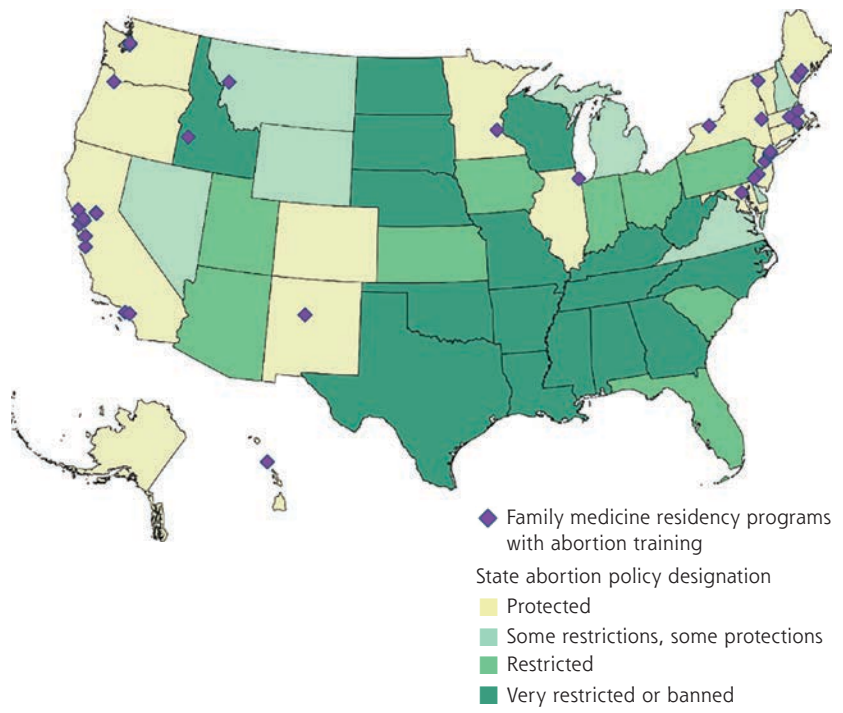 Family medicine residency programs
with abortion training
State abortion policy designation
Protected
Some restrictions, some protections
Restricted
Very restricted or banned